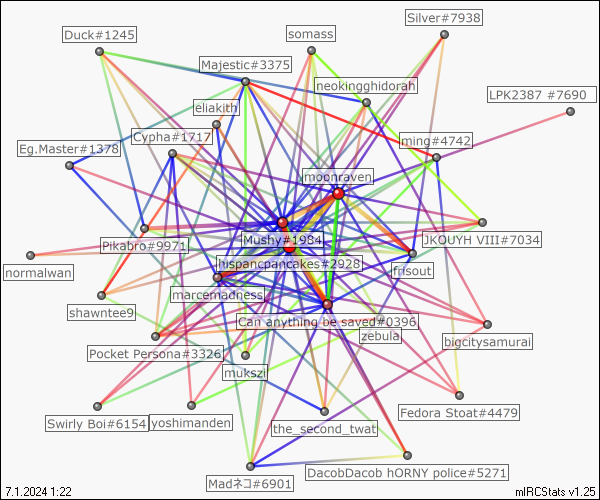 Silver#7938
Duck#1245
somass
Majestic#3375
neokingghidorah
LPK2387 #7690
eliakith
Cypha#1717
ming#4742
Eg.Master#1378
moonraven
Mushy#1984
JKOUYH VIII#7034
Pikabro#9971
hispancpancakes#2928
frisout
normalwan
marcemadness
shawntee9
Can anything be saved#0396
zebula
bigcitysamurai
Pocket Persona#3326
mukszi
Fedora Stoat#4479
Swirly Boi#6154
yoshimanden
the_second_twat
DacobDacob hORNY police#5271
Madネコ#6901
7.1.2024 1:22
mIRCStats v1.25